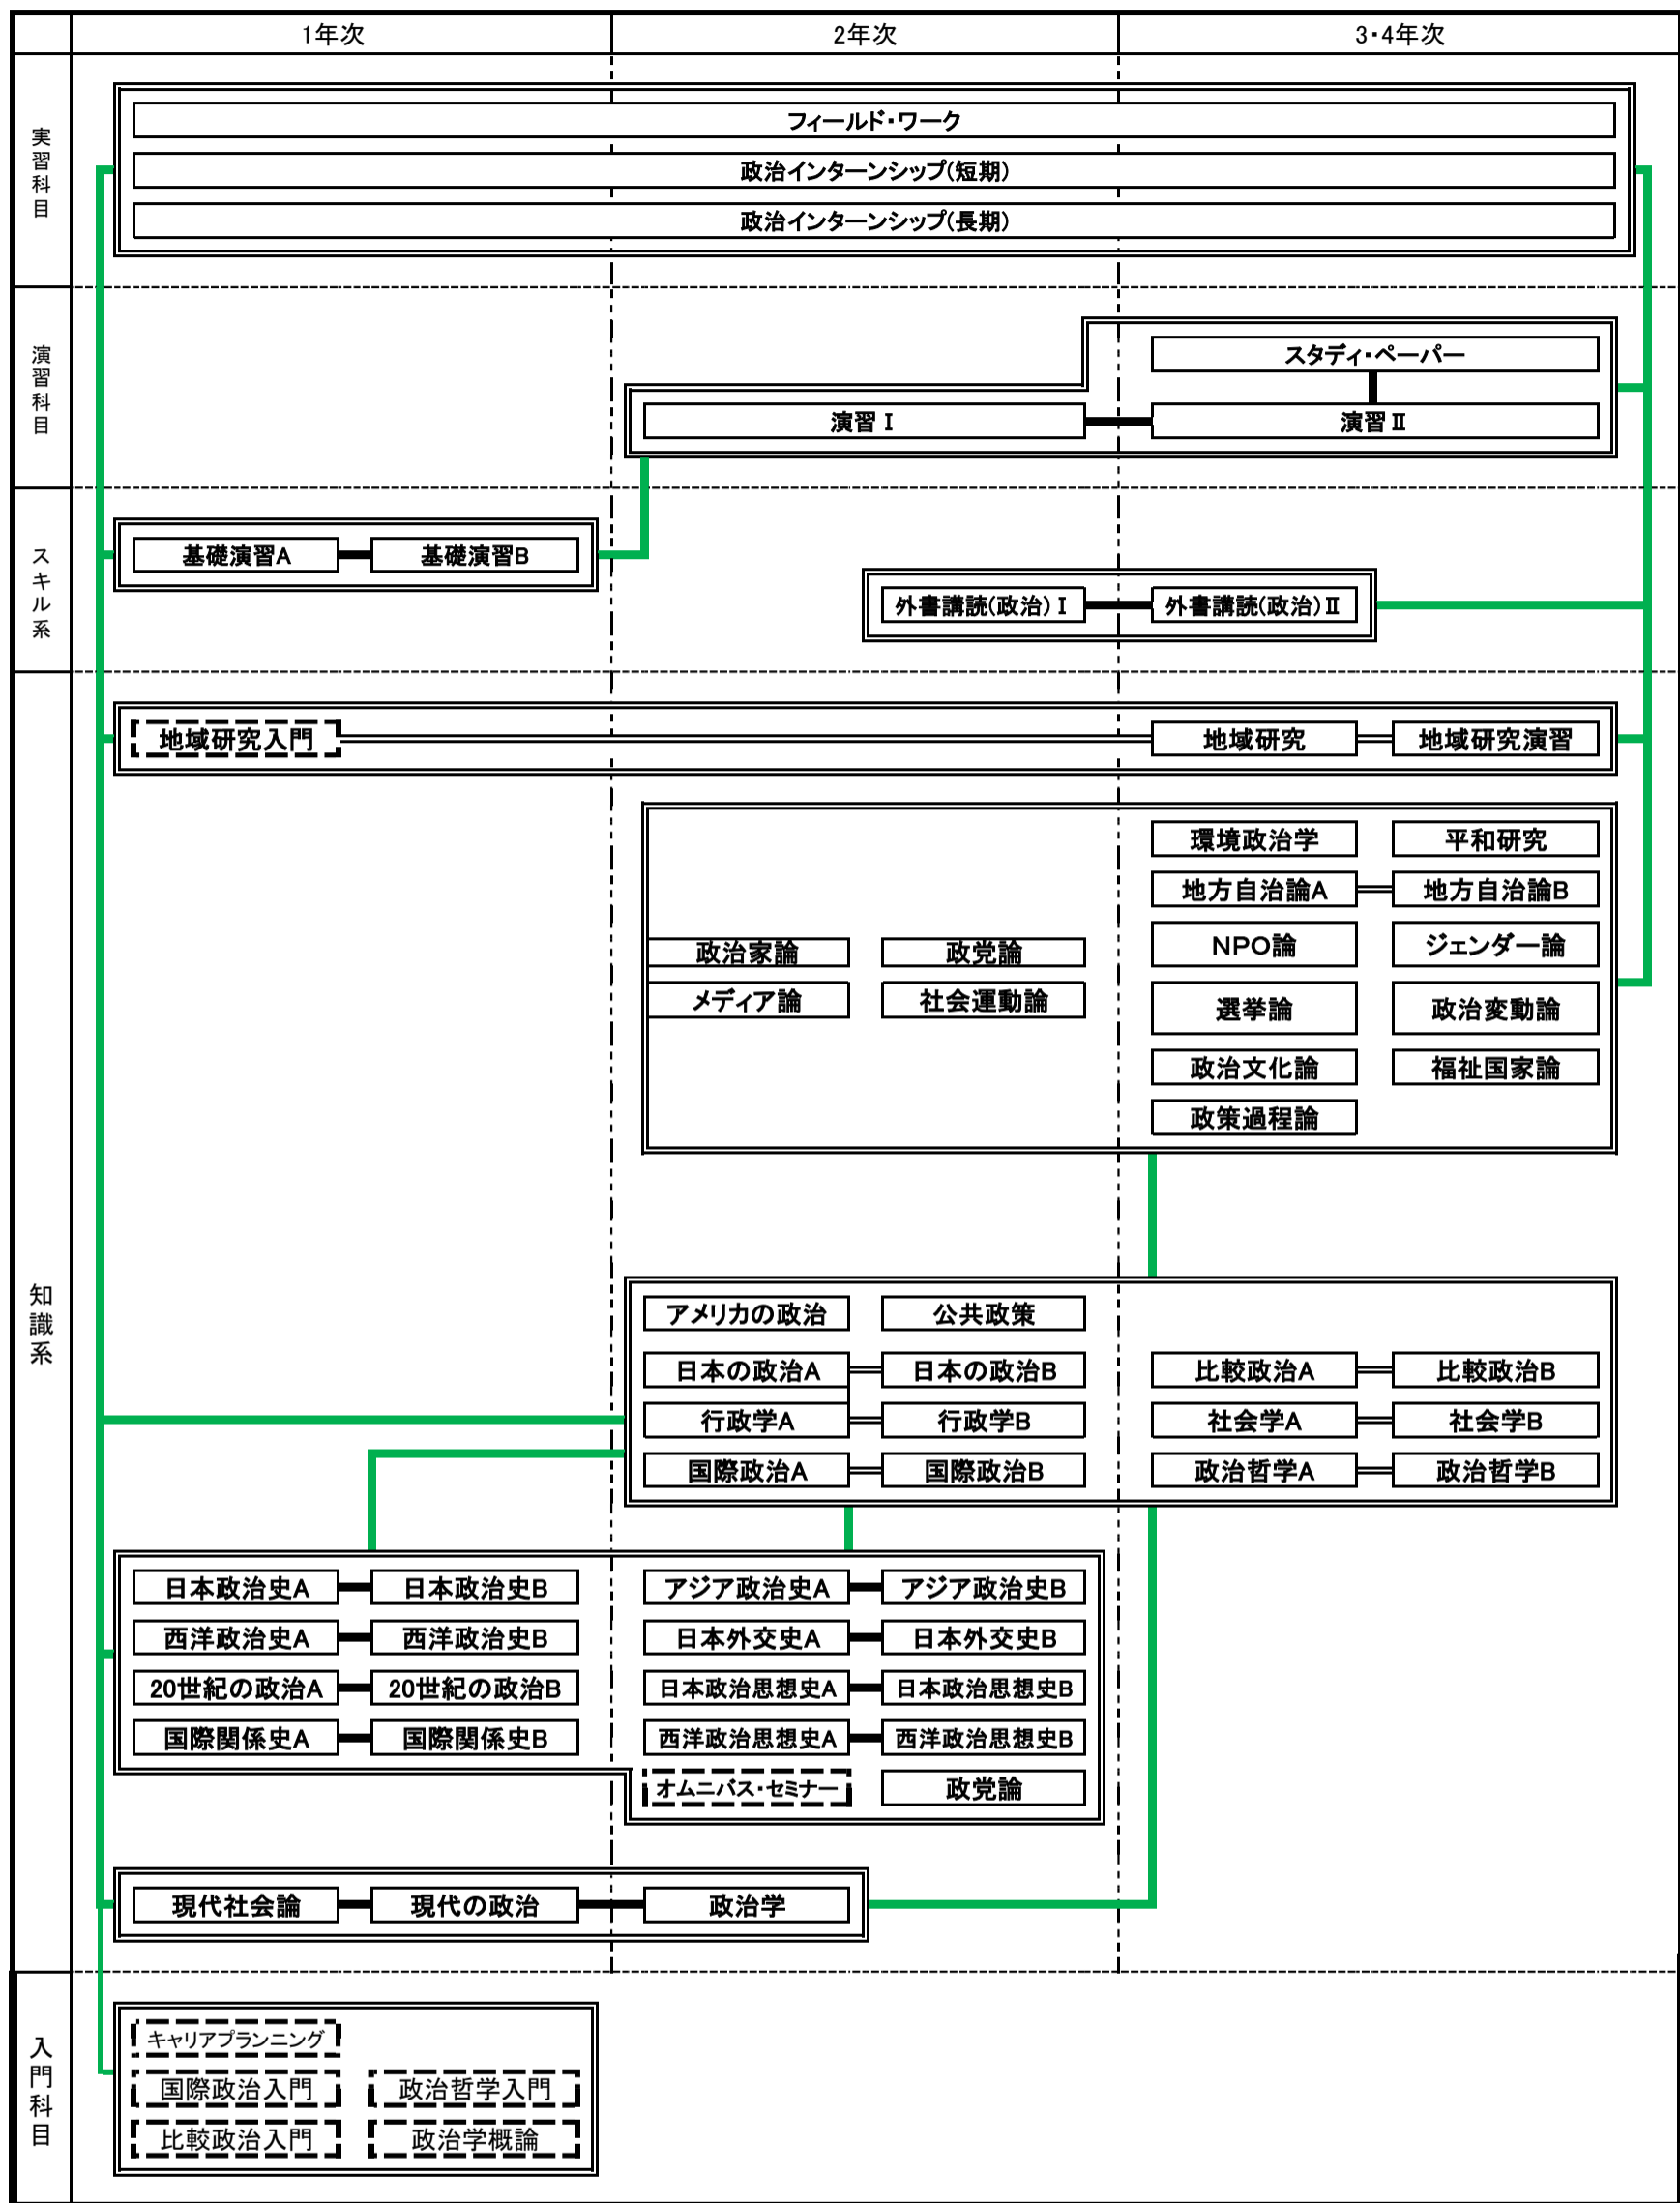 1年次
2年次
3・4年次
実習科目
フィールド・ワーク
政治インターンシップ(短期)
政治インターンシップ(長期)
演習科目
スタディ・ペーパー
演習Ⅰ
演習Ⅱ
スキル系
基礎演習A
基礎演習B
外書講読(政治)Ⅰ
外書講読(政治)Ⅱ
知識系
地域研究入門
地域研究
地域研究演習
環境政治学
平和研究
地方自治論A
地方自治論B
政治家論
政党論
NPO論
ジェンダー論
メディア論
社会運動論
選挙論
政治変動論
政治文化論
福祉国家論
政策過程論
アメリカの政治
公共政策
日本の政治A
日本の政治B
比較政治A
比較政治B
行政学A
行政学B
社会学A
社会学B
国際政治A
国際政治B
政治哲学A
政治哲学B
日本政治史A
日本政治史B
アジア政治史A
アジア政治史B
西洋政治史A
西洋政治史B
日本外交史A
日本外交史B
20世紀の政治A
20世紀の政治B
日本政治思想史A
日本政治思想史B
国際関係史A
国際関係史B
西洋政治思想史A
西洋政治思想史B
オムニバス・セミナー
政党論
現代社会論
現代の政治
政治学
入門科目
キャリアプランニング
国際政治入門
政治哲学入門
比較政治入門
政治学概論